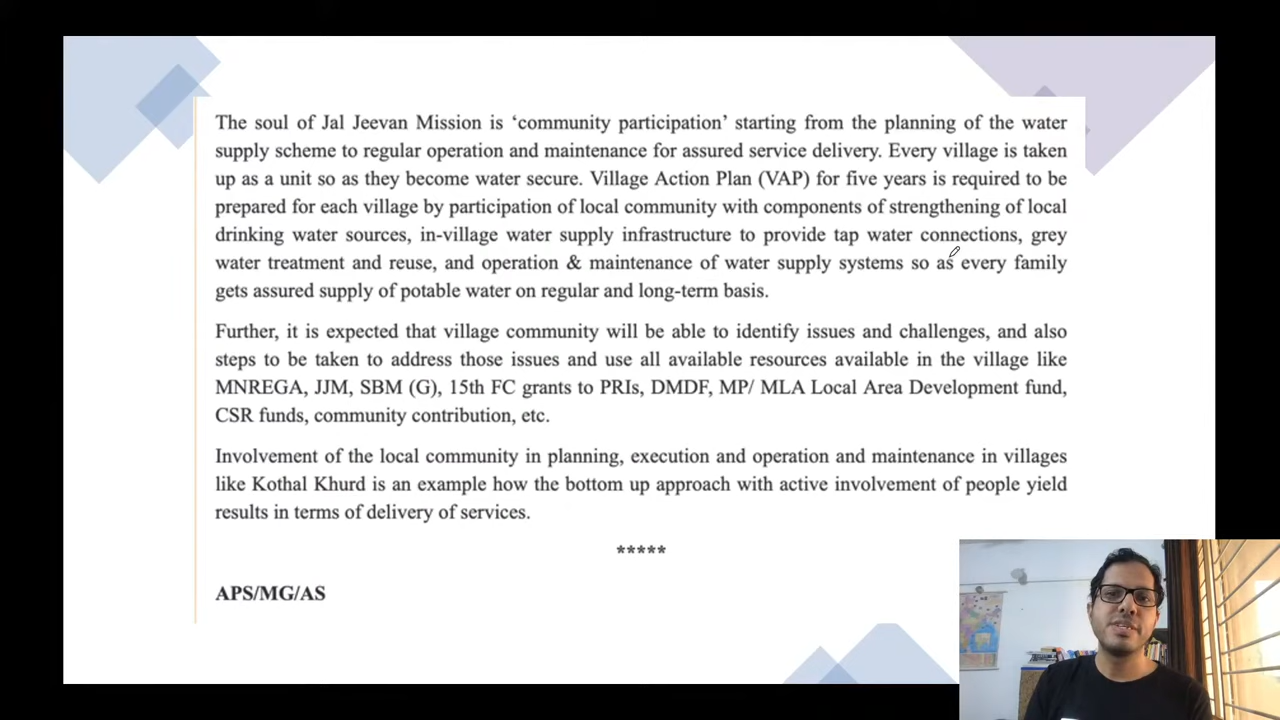 The soul of Jal Jeevan Mission is ‘community participation’ starting from the planning of the water
supply scheme to regular operation and maintenance for assured service delivery. Every village is taken
up as a unit so as they become water secure. Village Action Plan (VAP) for five years is required to be
prepared for each village by participation of local community with components of strengthening of local
drinking water sources, in-village water supply infrastructure to provide tap water connections, grey
water treatment and reuse, and operation & maintenance of water supply systems so as every family
gets assured supply of potable water on regular and long-term basis.
Further, it is expected that village community will be able to identify issues and challenges, and also
steps to be taken to address those issues and use all available resources available in the village like
MNREGA, JJM, SBM (G), 15th FC grants to PRIs, DMDF, MP/ MLA Local Area Development fund,
CSR funds, community contribution, etc.
Involvement of the local community in planning, execution and operation and maintenance in villages
like Kothal Khurd is an example how the bottom up approach with active involvement of people yield
results in terms of delivery of services.
*****
APS/MG/AS